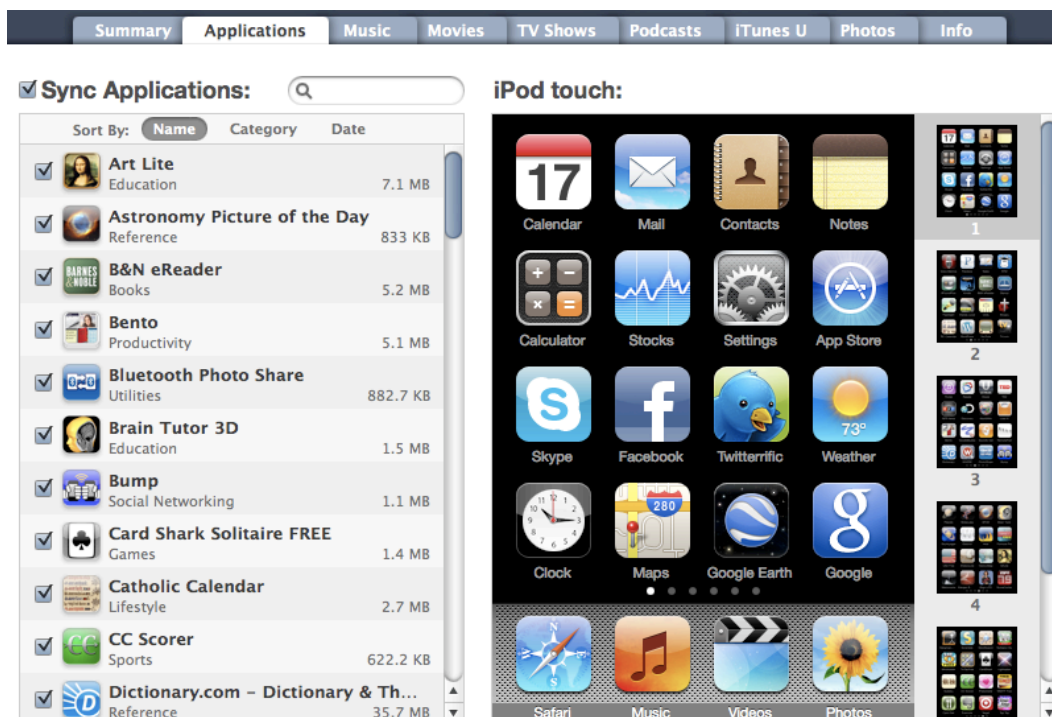 Summary Applications Music Movies TV Shows Podcasts iTunes U Photos Info
Sync Applications:
Sort By: Name Category Date
Art Lite
Education 7.1 MB
Astronomy Picture of the Day
Reference 833 KB
BARNES
&NOBLE
B&N eReader
Books 5.2 MB
Bento
Productivity 5.1 MB
Bluetooth Photo Share
Utilities 882.7 KB
Brain Tutor 3D
Education 1.5 MB
Bump
Social Networking 1.1 MB
Card Shark Solitaire FREE
Games 1.4 MB
Catholic Calendar
Lifestyle 2.7 MB
CC Scorer
Sports 622.2 KB
Dictionary.com – Dictionary & Th...
Reference 35.7 MB
iPod touch:
17
Calendar Mail Contacts Notes
Calculator Stocks Settings App Store
73°
Skype Facebook Twitterrific Weather
280
Clock Maps Google Earth Google
Safari Music Videos Photos
1
2
3
4